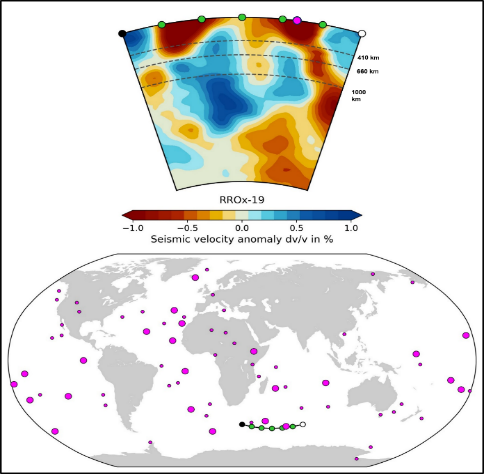 410 km
660 km
1000
km
RROx-19
−1.0 −0.5 0.0 0.5 1.0
Seismic velocity anomaly dv/v in %